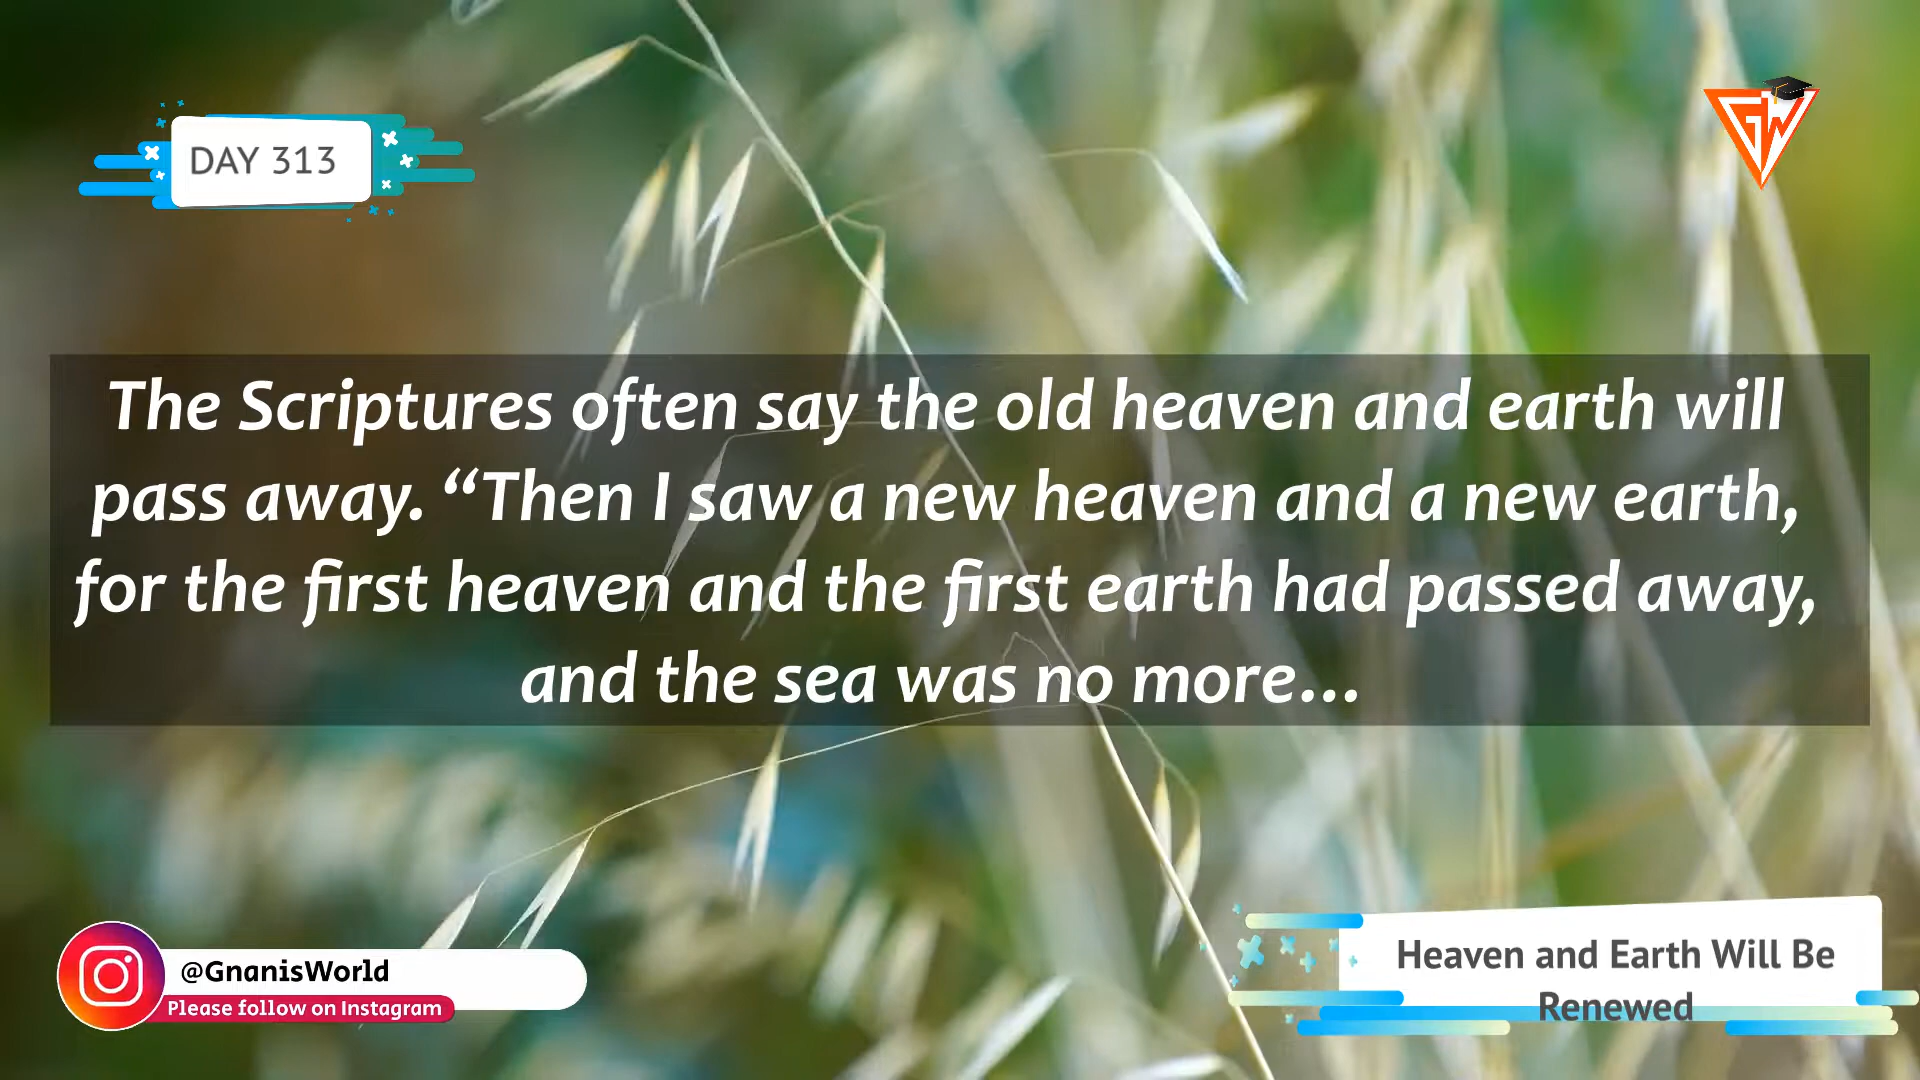 DAY 313
GW
The Scriptures often say the old heaven and earth will
pass away. “Then I saw a new heaven and a new earth,
for the first heaven and the first earth had passed away,
and the sea was no more...
@GnanisWorld
Please follow on Instagram
Heaven and Earth Will Be
Renewed